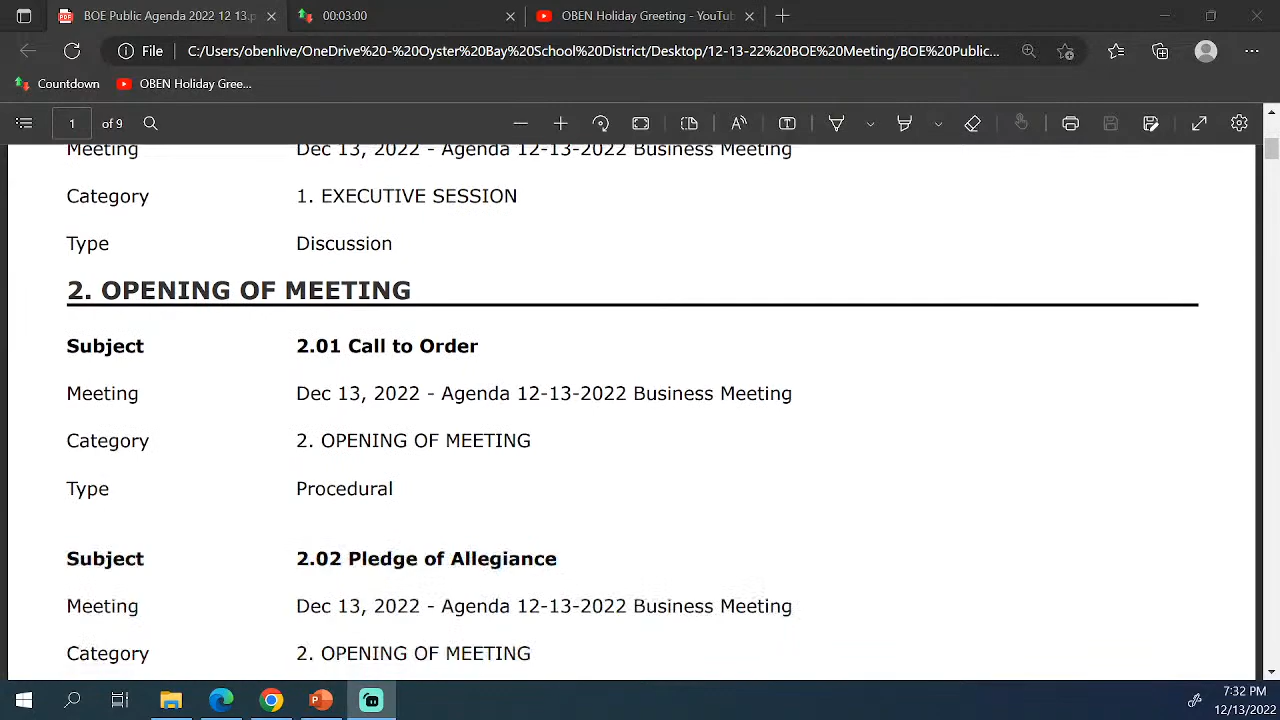 BOE Public Agenda 2022 1213.p
00:03:00
OBEN Holiday Greeting - YouTub
File
C:/Users/obenlive/OneDrive%20-%20Oyster%20Bay%20School%20District/Desktop/12-13-22%20BOE%20Meeting/BOE%20Public...
Countdown
OBEN Holiday Gree...
1 of 9
Meeting Dec 13, 2022 - Agenda 12-13-2022 Business Meeting
Category 1. EXECUTIVE SESSION
Type Discussion
2. OPENING OF MEETING
Subject 2.01 Call to Order
Meeting Dec 13, 2022 - Agenda 12-13-2022 Business Meeting
Category 2. OPENING OF MEETING
Type Procedural
Subject 2.02 Pledge of Allegiance
Meeting Dec 13, 2022 - Agenda 12-13-2022 Business Meeting
Category 2. OPENING OF MEETING
7:32 PM
12/13/2022